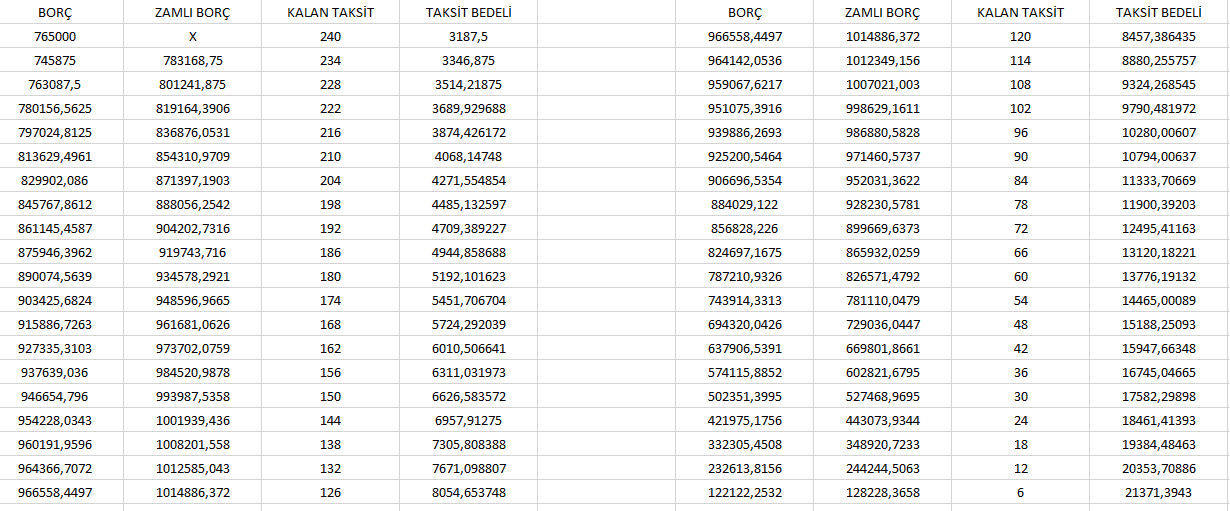 BORÇ ZAMLI BORÇ KALAN TAKSİT TAKSİT BEDELİ BORÇ ZAMLI BORÇ KALAN TAKSİT TAKSİT BEDELİ
765000 X 240 3187,5 966558,4497 1014886,372 120 8457,386435
745875 783168,75 234 3346,875 964142,0536 1012349,156 114 8880,255757
763087,5 801241,875 228 3514,21875 959067,6217 1007021,003 108 9324,268545
780156,5625 819164,3906 222 3689,929688 951075,3916 998629,1611 102 9790,481972
797024,8125 836876,0531 216 3874,426172 939886,2693 986880,5828 96 10280,00607
813629,4961 854310,9709 210 4068,14748 925200,5464 971460,5737 90 10794,00637
829902,086 871397,1903 204 4271,554854 906696,5354 952031,3622 84 11333,70669
845767,8612 888056,2542 198 4485,132597 884029,122 928230,5781 78 11900,39203
861145,4587 904202,7316 192 4709,389227 856828,226 899669,6373 72 12495,41163
875946,3962 919743,716 186 4944,858688 824697,1675 865932,0259 66 13120,18221
890074,5639 934578,2921 180 5192,101623 787210,9326 826571,4792 60 13776,19132
903425,6824 948596,9665 174 5451,706704 743914,3313 781110,0479 54 14465,00089
915886,7263 961681,0626 168 5724,292039 694320,0426 729036,0447 48 15188,25093
927335,3103 973702,0759 162 6010,506641 637906,5391 669801,8661 42 15947,66348
937639,036 984520,9878 156 6311,031973 574115,8852 602821,6795 36 16745,04665
946654,796 993987,5358 150 6626,583572 502351,3995 527468,9695 30 17582,29898
954228,0343 1001939,436 144 6957,91275 421975,1756 443073,9344 24 18461,41393
960191,9596 1008201,558 138 7305,808388 332305,4508 348920,7233 18 19384,48463
964366,7072 1012585,043 132 7671,098807 232613,8156 244244,5063 12 20353,70886
966558,4497 1014886,372 126 8054,653748 122122,2532 128228,3658 6 21371,3943